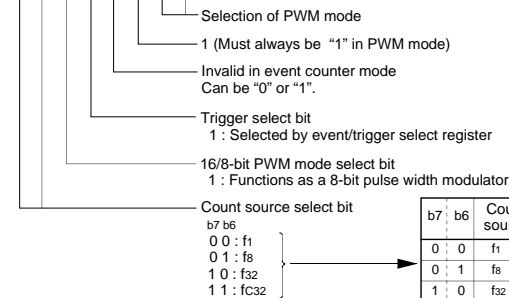 Selection of PWM mode
1 (Must always be “1” in PWM mode)
Invalid in event counter mode
Can be “0” or “1”.
Trigger select bit
1 : Selected by event/trigger select register
16/8-bit PWM mode select bit
1 : Functions as a 8-bit pulse width modulator
Count source select bit
b7 b6
0 0 : f1
0 1 : f8
1 0 : f32
1 1 : fC32
b7 b6
0 0 f1
0 1 f8
1 0 f32